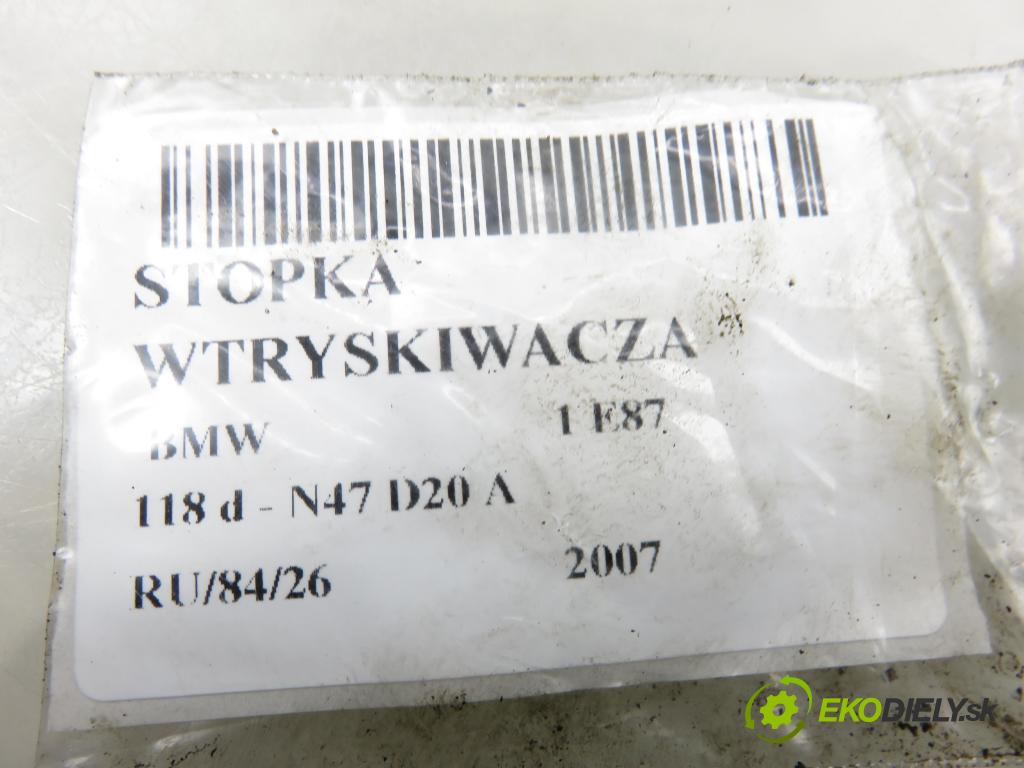 STOPKA
WTRYSKIWACZA
BMW 1 E87
118 d - N47 D20 A
RU/84/26 2007
EKODIELY.sk